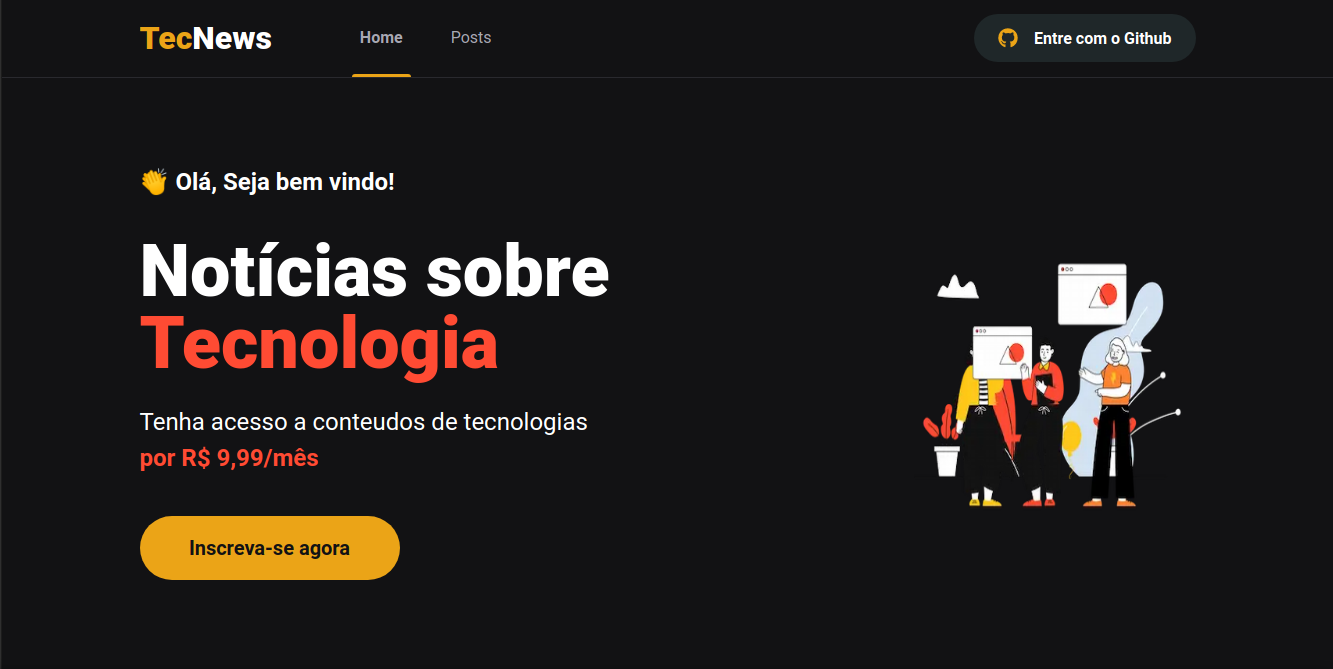 TecNews
Home
Posts
Entre com o Github
👏 Olá, Seja bem vindo!
Notícias sobre
Tecnologia
Tenha acesso a conteudos de tecnologias
por R$ 9,99/mês
Inscreva-se agora